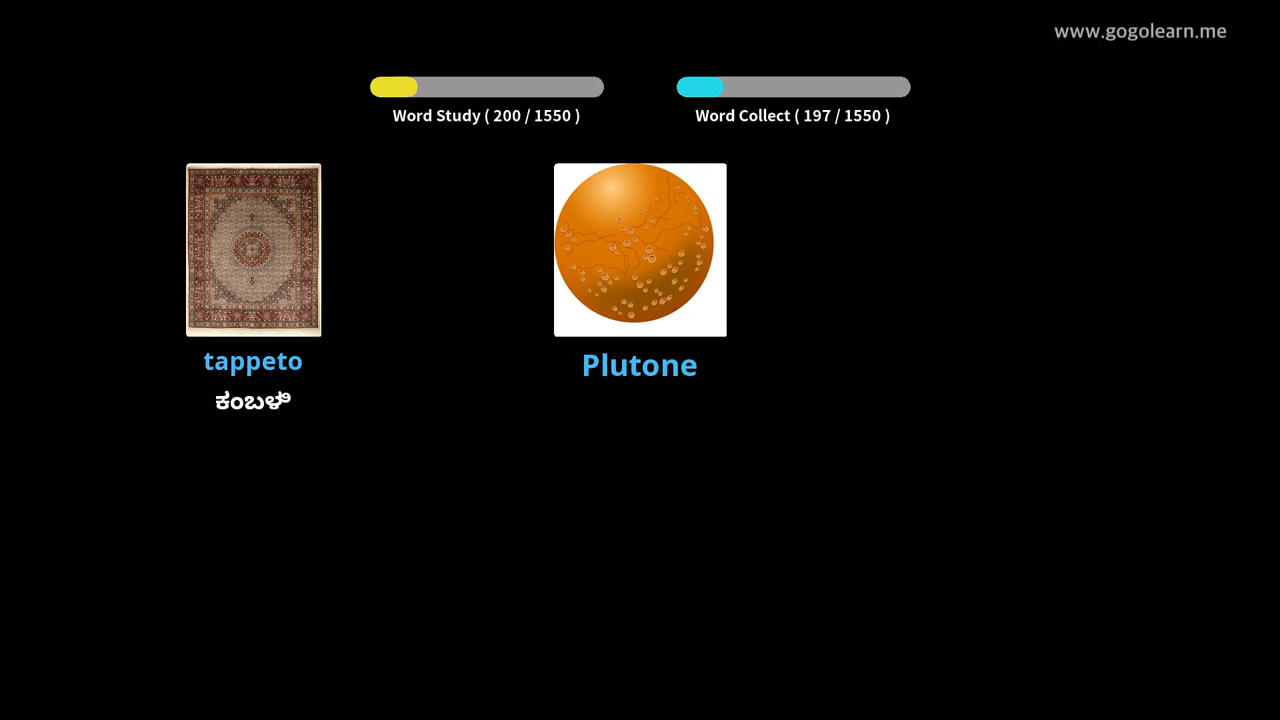 www.gogolearn.me
Word Study ( 200 / 1550 )
Word Collect ( 197 / 1550 )
tappeto
ಕಂಬಳಿ
Plutone